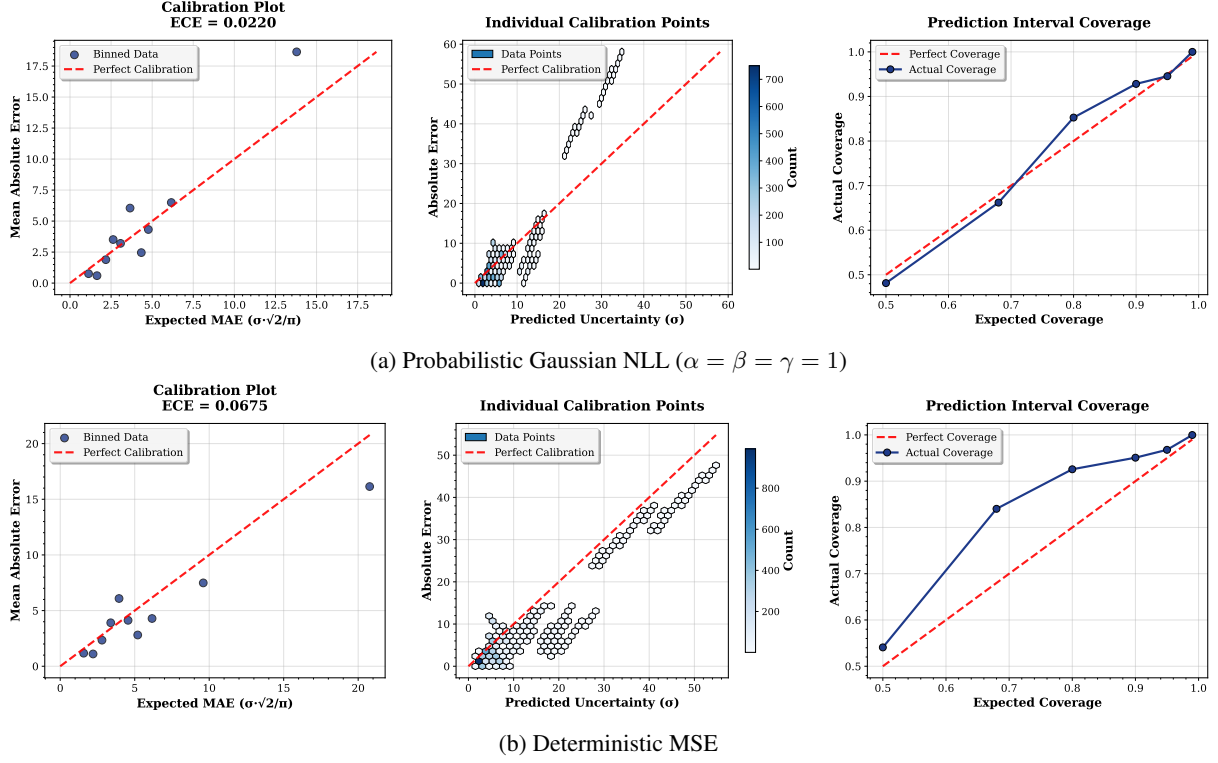 Calibration Plot
ECE = 0.0220
Binned Data
Perfect Calibration
17.5
15.0
12.5
10.0
7.5
5.0
2.5
0.0
Mean Absolute Error
0.0 2.5 5.0 7.5 10.0 12.5 15.0 17.5
Expected MAE (σ·√2/π)
Individual Calibration Points
Data Points
Perfect Calibration
60
50
40
30
20
10
0
Absolute Error
0 10 20 30 40 50 60
Predicted Uncertainty (σ)
700
600
500
400
300
200
100
Count
Prediction Interval Coverage
Perfect Coverage
Actual Coverage
1.0
0.9
0.8
0.7
0.6
0.5
Actual Coverage
0.5 0.6 0.7 0.8 0.9 1.0
Expected Coverage
(a) Probabilistic Gaussian NLL (α = β = γ = 1)
Calibration Plot
ECE = 0.0675
Binned Data
Perfect Calibration
20
15
10
5
0
Mean Absolute Error
0 5 10 15 20
Expected MAE (σ·√2/π)
Individual Calibration Points
Data Points
Perfect Calibration
50
40
30
20
10
0
Absolute Error
0 10 20 30 40 50
Predicted Uncertainty (σ)
800
600
400
200
Count
Prediction Interval Coverage
Perfect Coverage
Actual Coverage
1.0
0.9
0.8
0.7
0.6
0.5
Actual Coverage
0.5 0.6 0.7 0.8 0.9 1.0
Expected Coverage
(b) Deterministic MSE